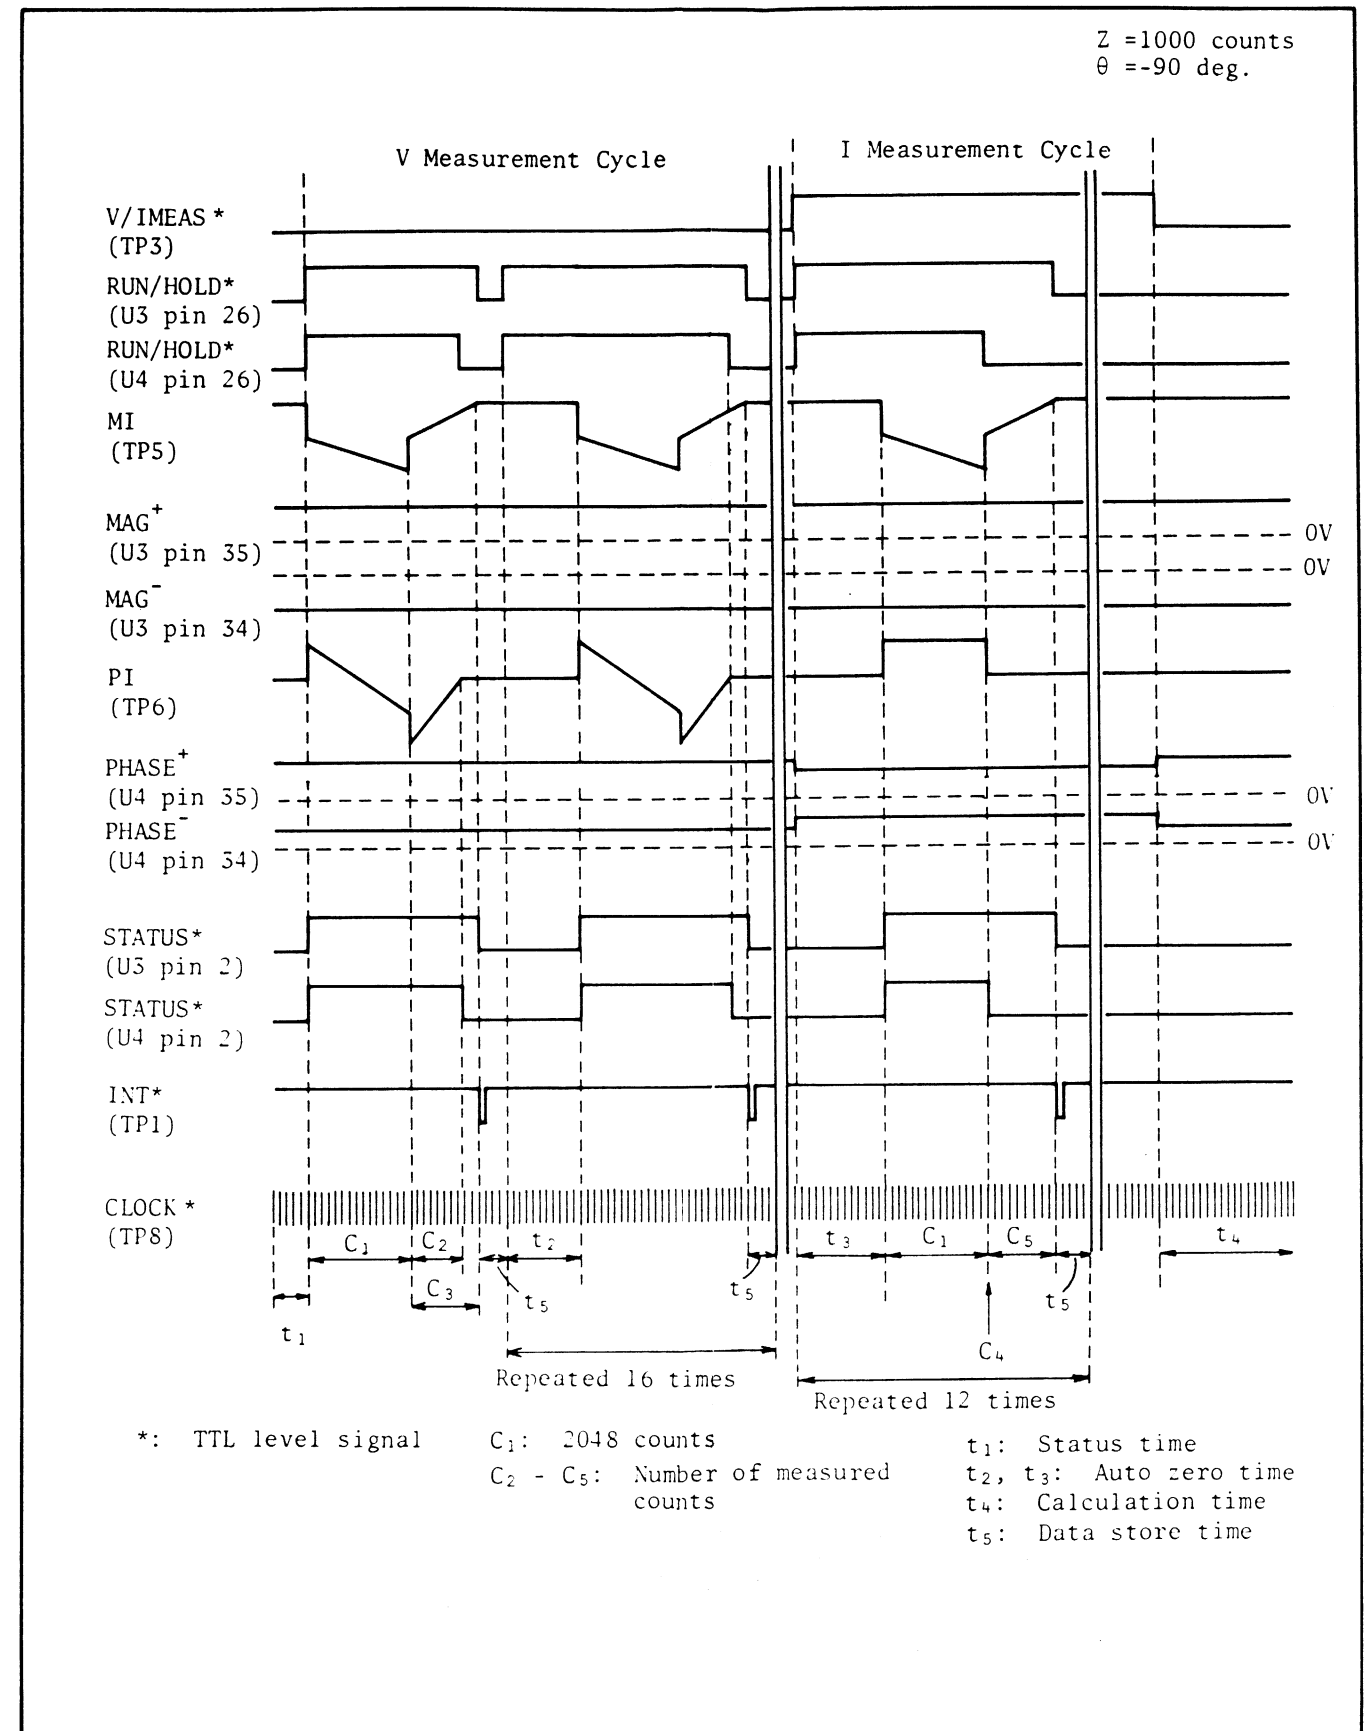 Z =1000 counts
θ =-90 deg.
V Measurement Cycle
I Measurement Cycle
V/IMEAS*
(TP3)
RUN/HOLD*
(U3 pin 26)
RUN/HOLD*
(U4 pin 26)
MI
(TP5)
MAG+
(U3 pin 35)
0V
0V
MAG-
(U3 pin 34)
PI
(TP6)
PHASE+
(U4 pin 35)
0V
PHASE-
(U4 pin 34)
0V
STATUS*
(U3 pin 2)
STATUS*
(U4 pin 2)
INT*
(TP1)
CLOCK*
(TP8)
C1 C2 t2 t3 C1 C5 t4
C3 t5 t5 t5
t1
C4
Repeated 16 times
Repeated 12 times
*: TTL level signal
C1: 2048 counts
C2 - C5: Number of measured
counts
t1: Status time
t2, t3: Auto zero time
t4: Calculation time
t5: Data store time